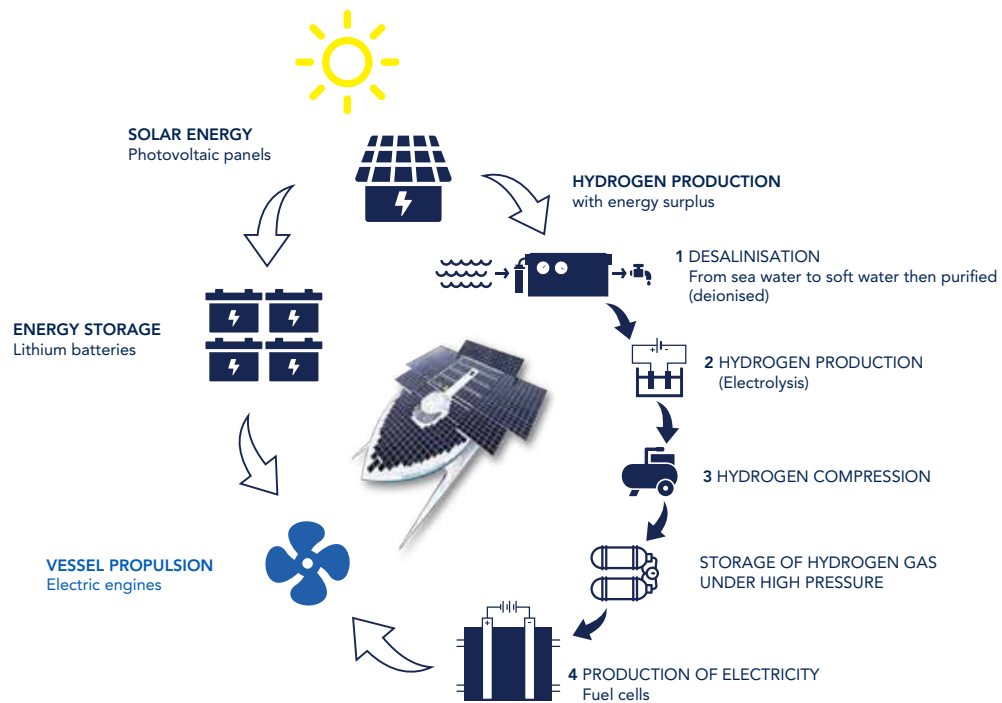 SOLAR ENERGY
Photovoltaic panels
HYDROGEN PRODUCTION
with energy surplus
1 DESALINISATION
From sea water to soft water then purified
(deionised)
ENERGY STORAGE
Lithium batteries
2 HYDROGEN PRODUCTION
(Electrolysis)
3 HYDROGEN COMPRESSION
VESSEL PROPULSION
Electric engines
STORAGE OF HYDROGEN GAS
UNDER HIGH PRESSURE
4 PRODUCTION OF ELECTRICITY
Fuel cells